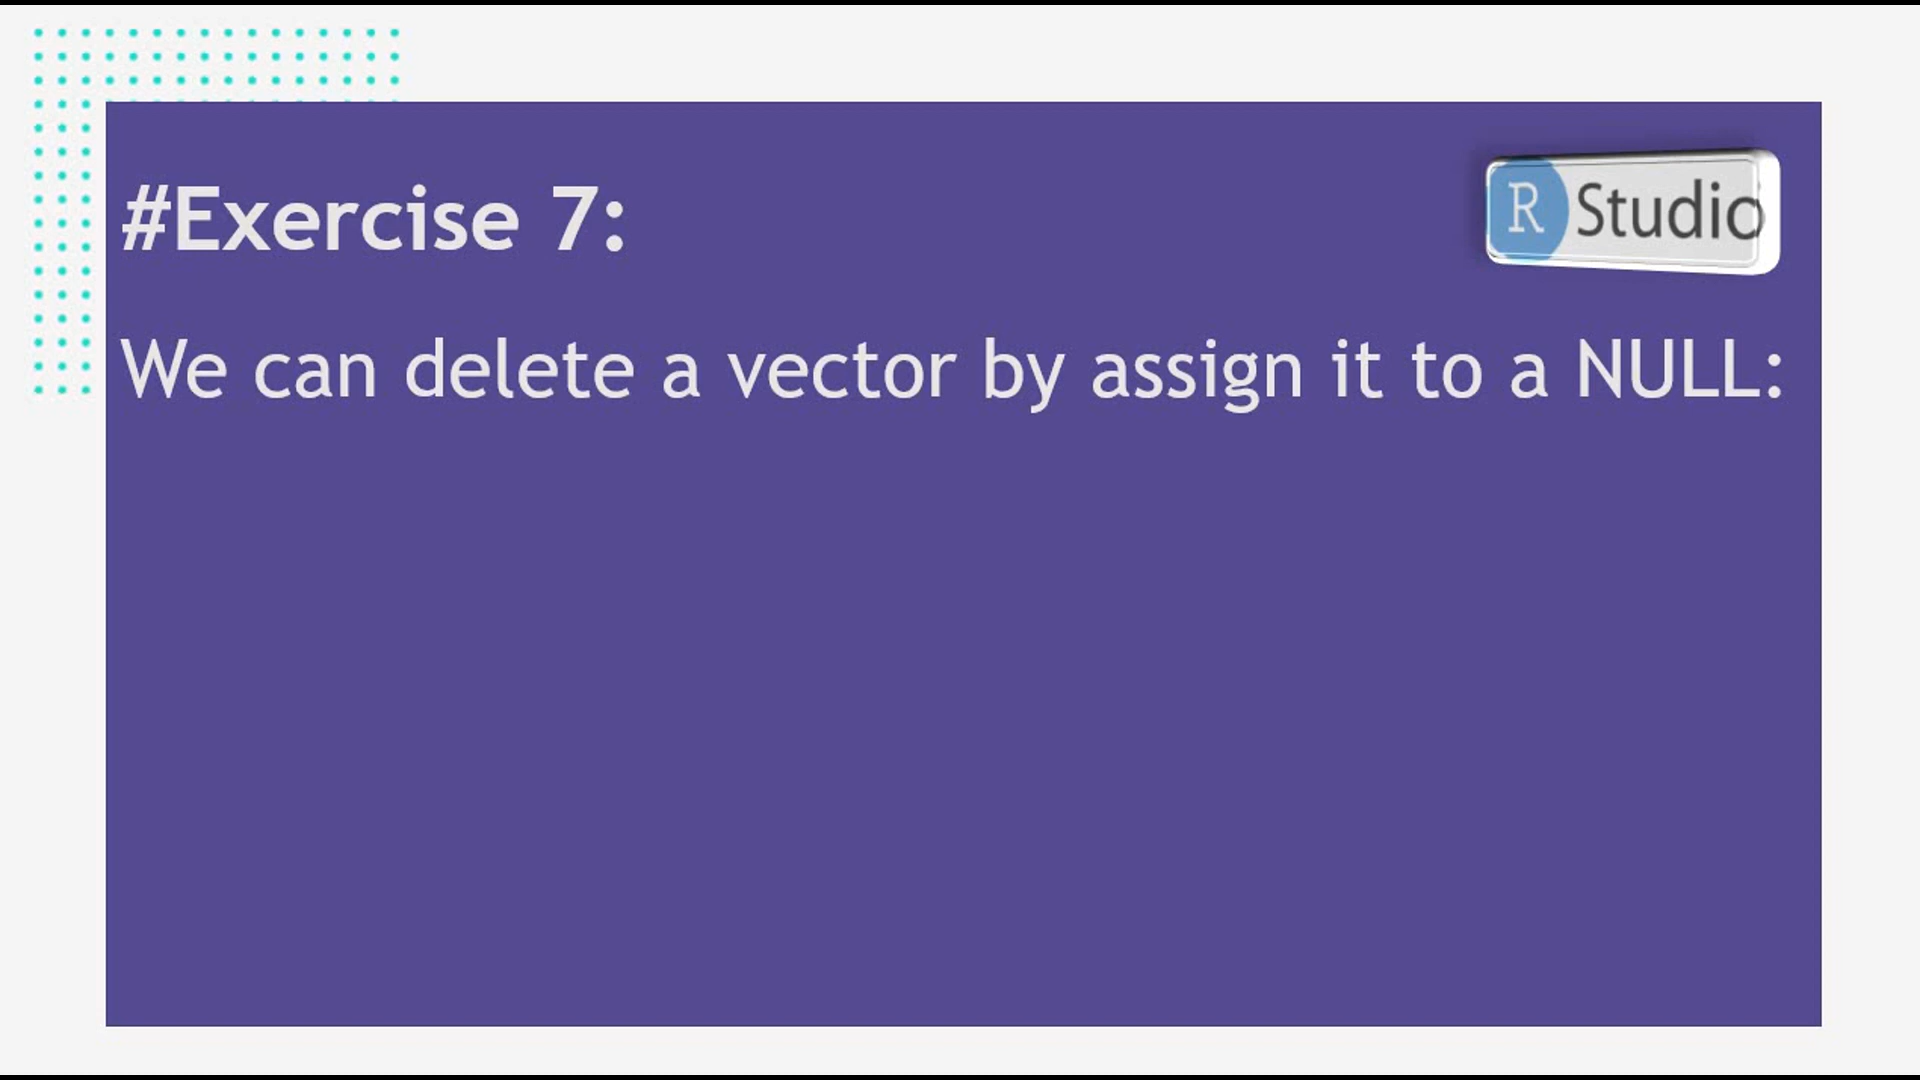 #Exercise 7:
R Studio
We can delete a vector by assign it to a NULL: